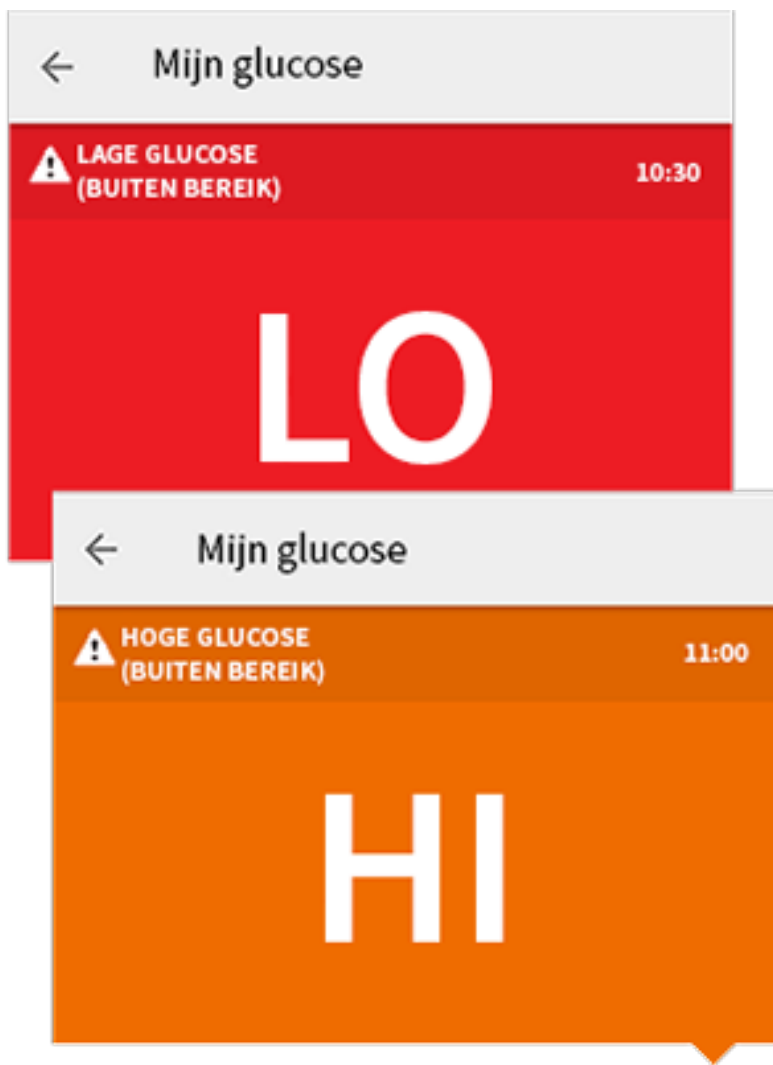 Mijn glucose
LAGE GLUCOSE
(BUITEN BEREIK)
10:30
LO
Mijn glucose
HOGE GLUCOSE
(BUITEN BEREIK)
11:00
HI